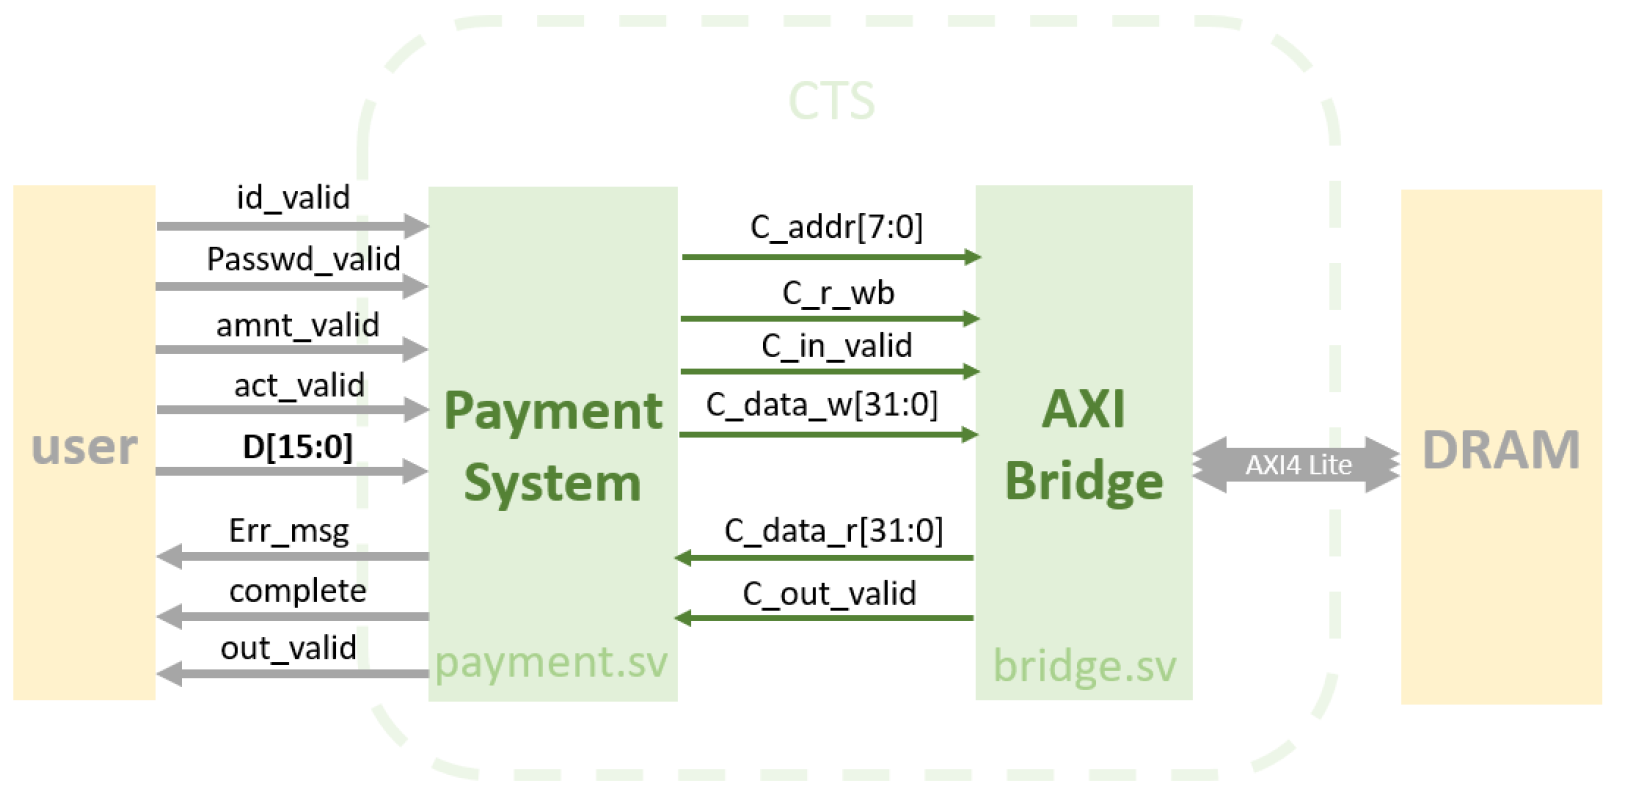 CTS
user
id_valid
Passwd_valid
amnt_valid
act_valid
D[15:0]
Err_msg
complete
out_valid
Payment
System
payment.sv
C_addr[7:0]
C_r_wb
C_in_valid
C_data_w[31:0]
C_data_r[31:0]
C_out_valid
AXI
Bridge
bridge.sv
AXI4 Lite
DRAM